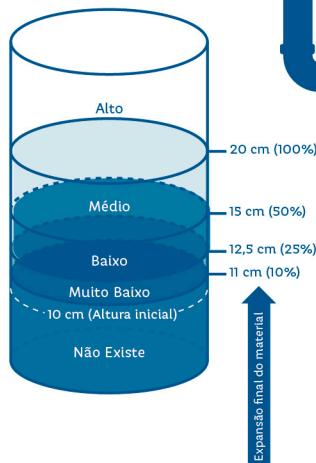 Alto
20 cm (100%)
Médio
15 cm (50%)
12,5 cm (25%)
Baixo
11 cm (10%)
Muito Baixo
10 cm (Altura inicial)
Não Existe
Expansão final do material